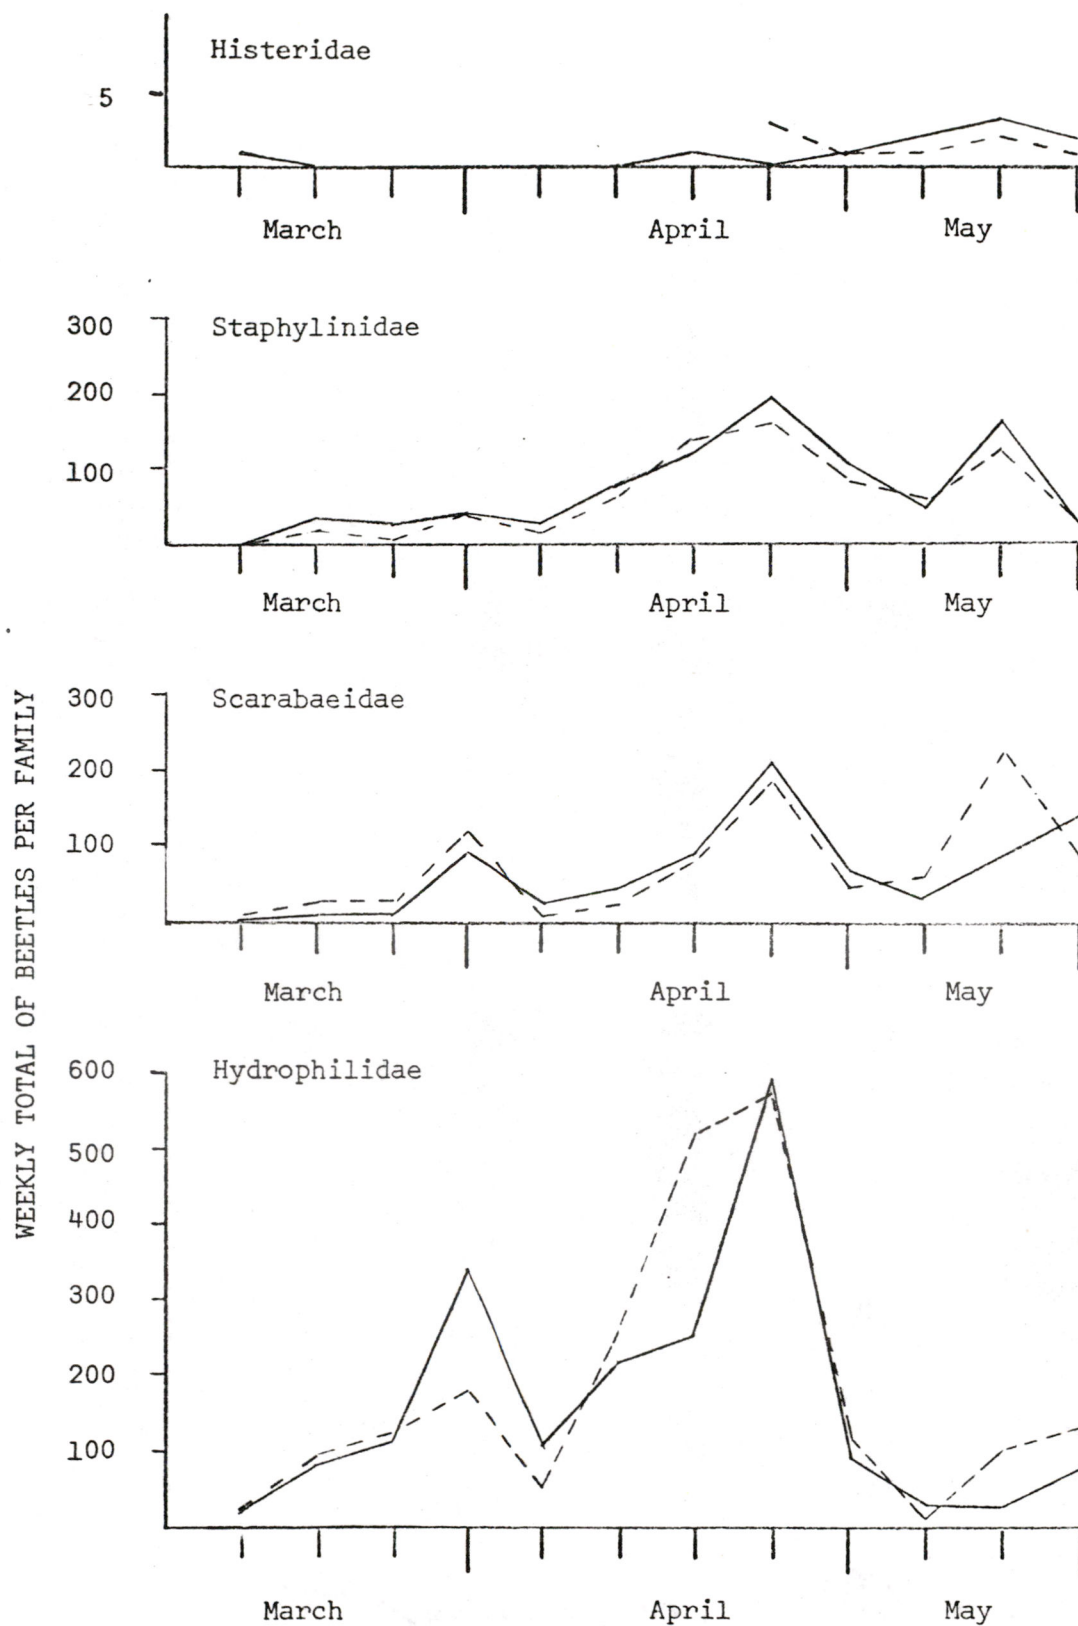 Histeridae
5
March April May
300 Staphylinidae
200
100
March April May
WEEKLY TOTAL OF BEETLES PER FAMILY
300 Scarabaeidae
200
100
March April May
600 Hydrophilidae
500
400
300
200
100
March April May